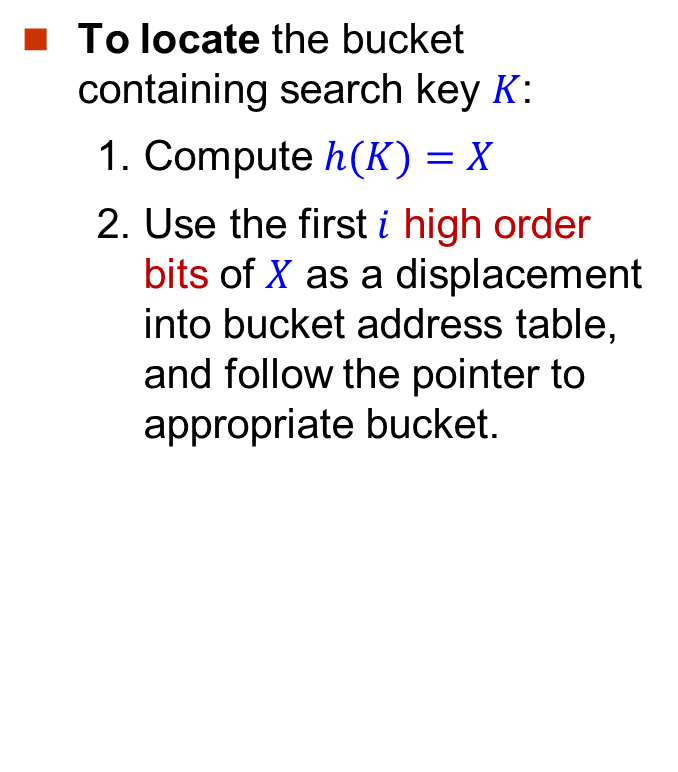 ■ To locate the bucket
containing search key K:
1. Compute h(K) = X
2. Use the first i high order
bits of X as a displacement
into bucket address table,
and follow the pointer to
appropriate bucket.